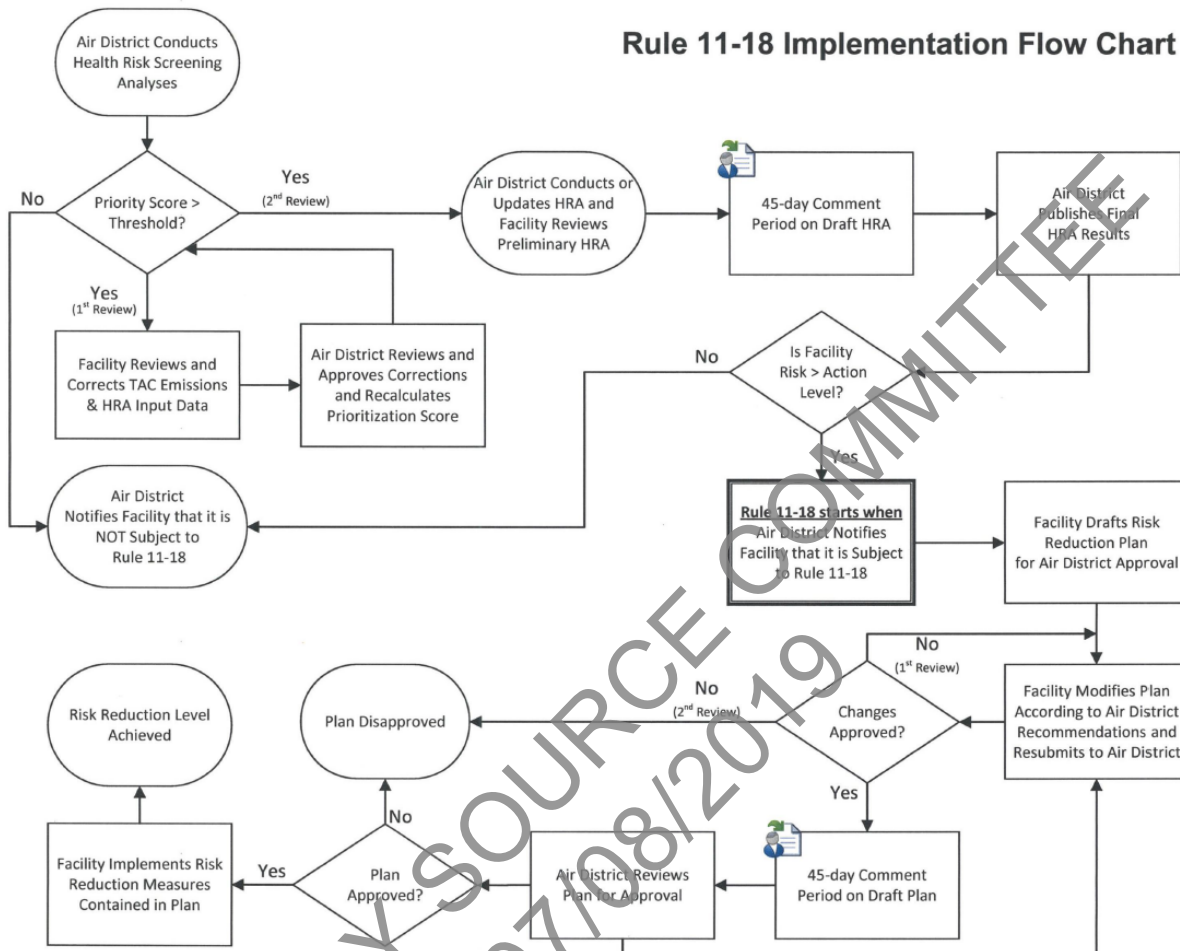 Rule 11-18 Implementation Flow Chart
Air District Conducts
Health Risk Screening
Analyses
No
Priority Score >
Threshold?
Yes
(2nd Review)
Air District Conducts or
Updates HRA and
Facility Reviews
Preliminary HRA
45-day Comment
Period on Draft HRA
Air District
Publishes Final
HRA Results
Yes
(1st Review)
Facility Reviews and
Corrects TAC Emissions
& HRA Input Data
Air District Reviews and
Approves Corrections
and Recalculates
Prioritization Score
No
Is Facility
Risk > Action
Level?
Yes
Air District
Notifies Facility that it is
NOT Subject to
Rule 11-18
Rule 11-18 starts when
Air District Notifies
Facility that it is Subject
to Rule 11-18
Facility Drafts Risk
Reduction Plan
for Air District Approval
No
(1st Review)
Risk Reduction Level
Achieved
Plan Disapproved
No
(2nd Review)
Changes
Approved?
Facility Modifies Plan
According to Air District
Recommendations and
Resubmits to Air District
Yes
No
Facility Implements Risk
Reduction Measures
Contained in Plan
Yes
Plan
Approved?
Air District Reviews
Plan for Approval
45-day Comment
Period on Draft Plan
Y SOURCE COMMITTEE
07/08/2019